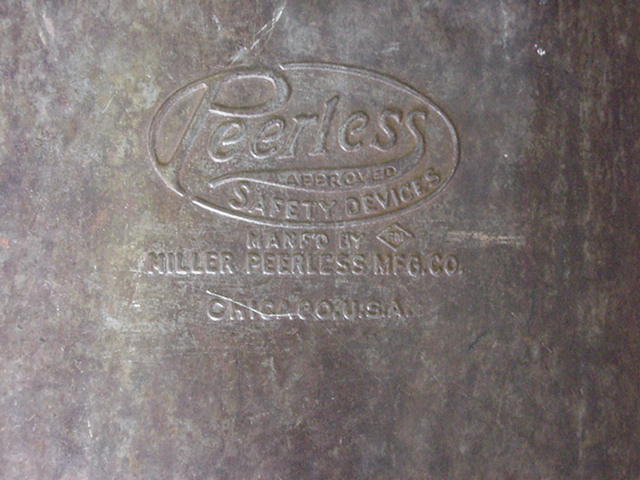 Peerless
APPROVED
SAFETY DEVICES
MANF'D BY
MILLER PEERLESS MFG.CO.
CHICAGO.U.S.A.